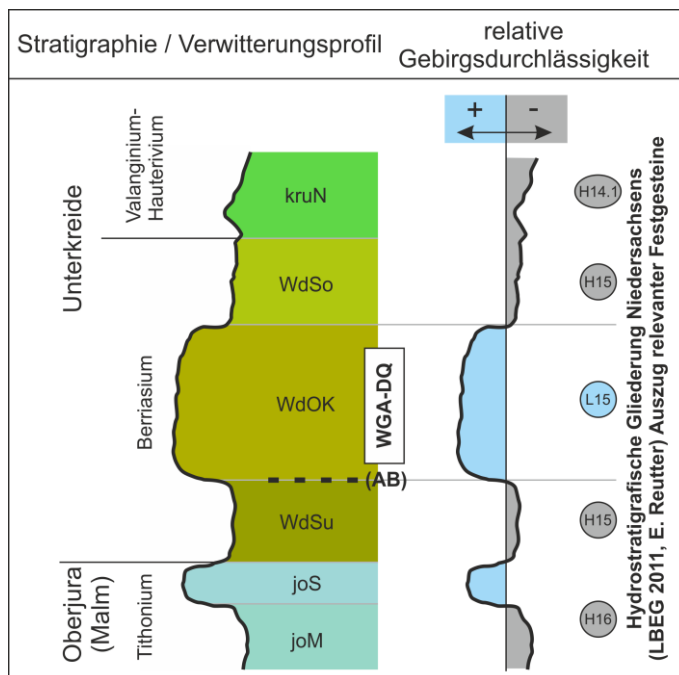 Stratigraphie / Verwitterungsprofil
relative
Gebirgsdurchlässigkeit
+
-
Unterkreide
Valanginium-
Hauterivium
Berriasium
Oberjura
(Malm)
Tithonium
kruN
WdSo
WdOK
WdSu
joS
joM
WGA-DQ
(AB)
H14.1
H15
L15
H15
H16
Hydrostratigrafische Gliederung Niedersachsens
(LBEG 2011, E. Reutter) Auszug relevanter Festgesteine